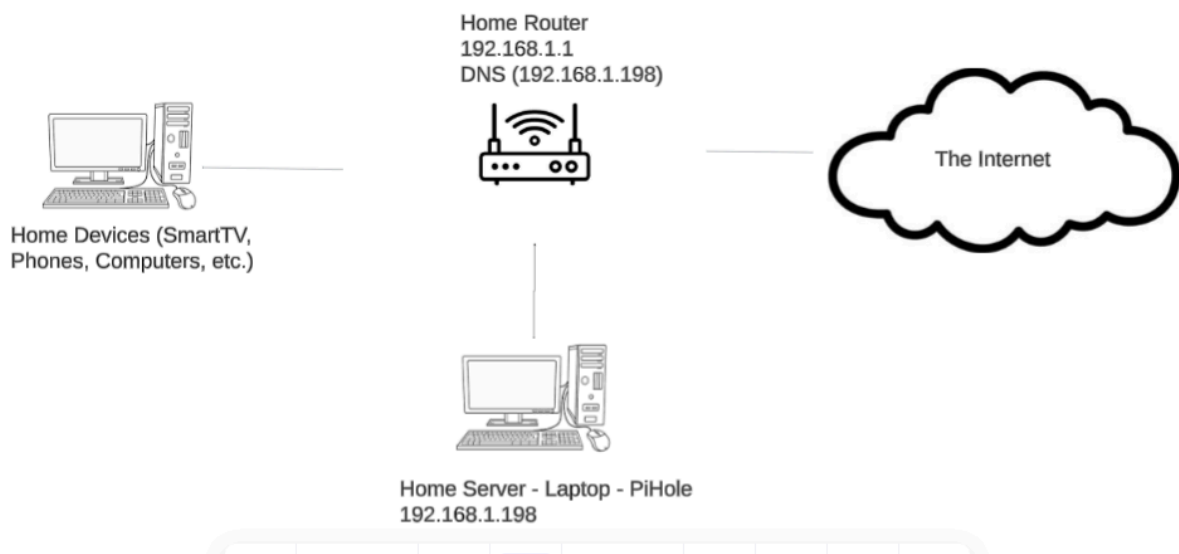 Home Router
192.168.1.1
DNS (192.168.1.198)
The Internet
Home Devices (SmartTV,
Phones, Computers, etc.)
Home Server - Laptop - PiHole
192.168.1.198